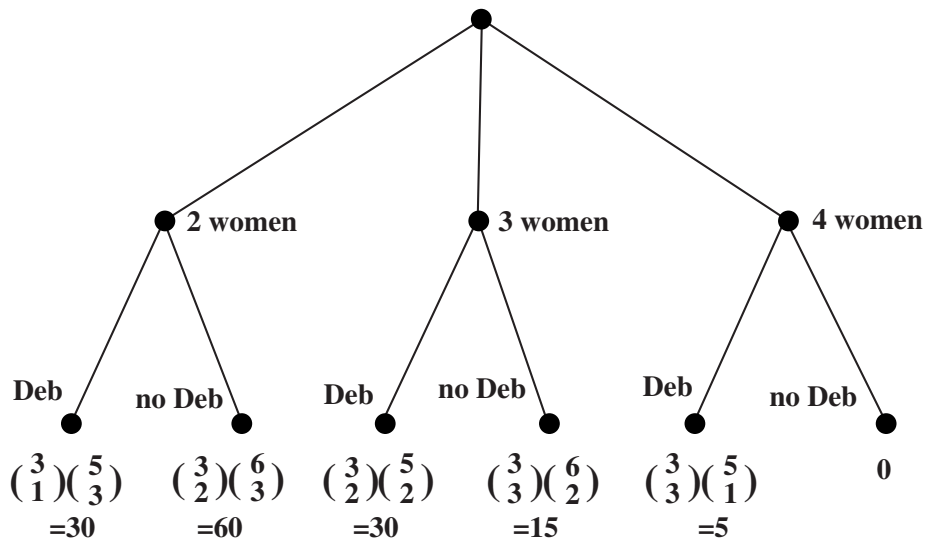 2 women
3 women
4 women
Deb
no Deb
Deb
no Deb
Deb
no Deb
(3 1)(5 3)
=30
(3 2)(6 3)
=60
(3 2)(5 2)
=30
(3 3)(6 2)
=15
(3 3)(5 1)
=5
0